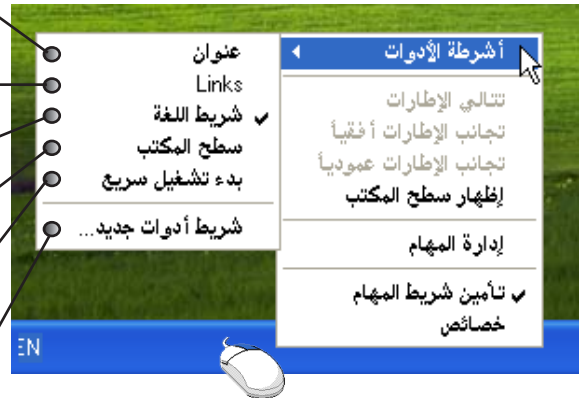 أشرطة الأدوات
تتالي الإطارات
تجانب الإطارات أفقياً
تجانب الإطارات عمودياً
إظهار سطح المكتب
إدارة المهام
تأمين شريط المهام
خصائص
عنوان
Links
شريط اللغة
سطح المكتب
بدء تشغيل سريع
شريط أدوات جديد...
EN